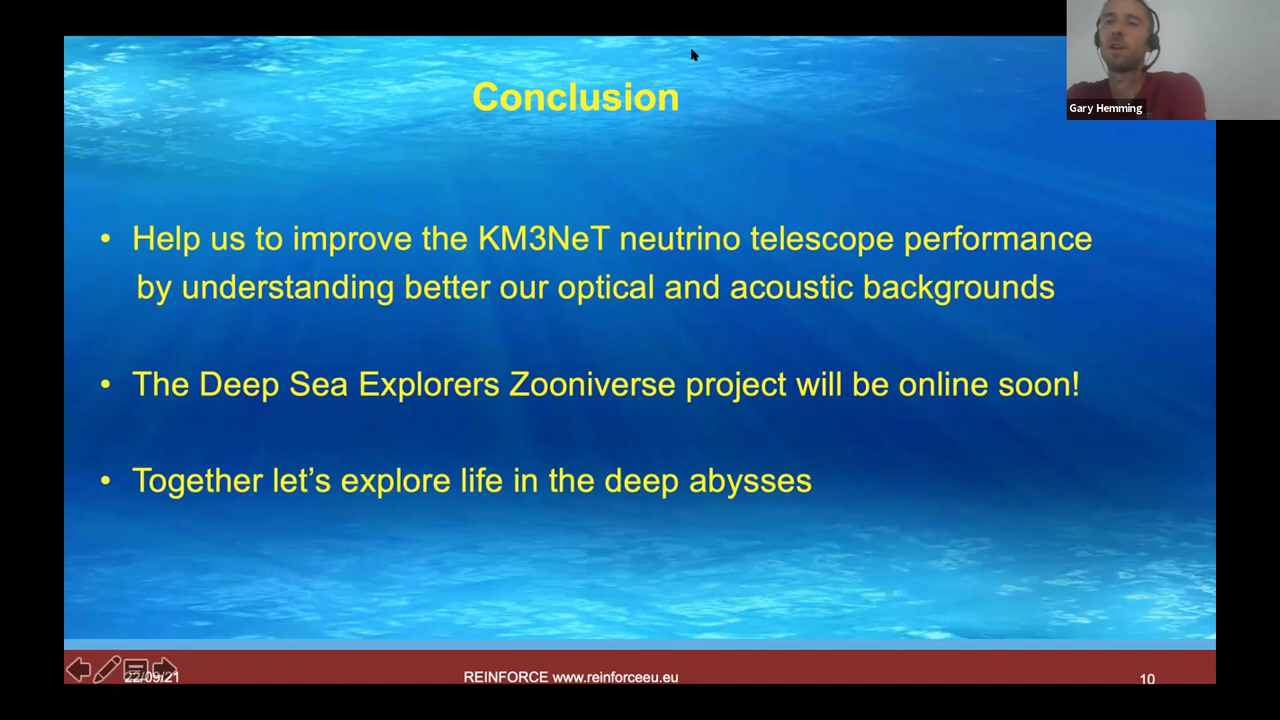 Gary Hemming
Conclusion
• Help us to improve the KM3NeT neutrino telescope performance
by understanding better our optical and acoustic backgrounds
• The Deep Sea Explorers Zooniverse project will be online soon!
• Together let’s explore life in the deep abysses
22/09/21
REINFORCE www.reinforceeu.eu
10